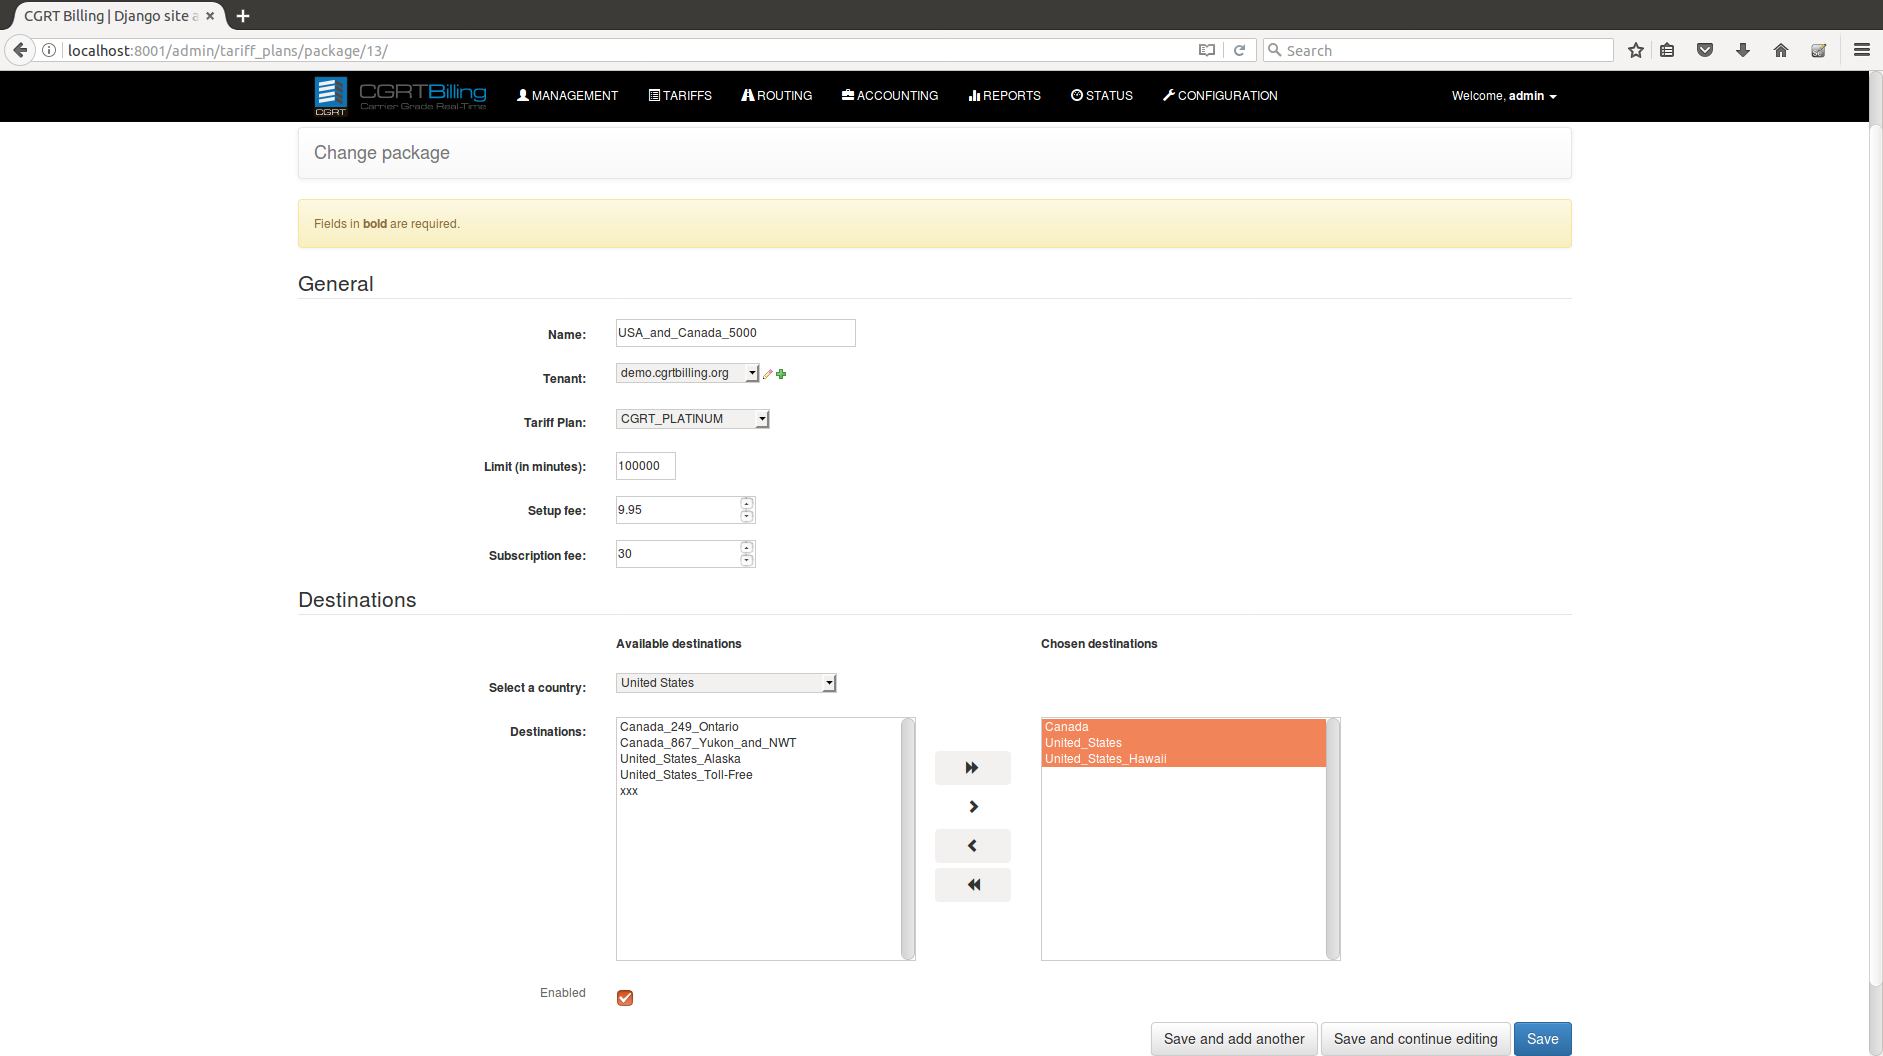 CGRT Billing | Django site a
localhost:8001/admin/tariff_plans/package/13/
Search
CGRT
CGRTBilling
Carrier Grade Real-Time
MANAGEMENT TARIFFS ROUTING ACCOUNTING REPORTS STATUS CONFIGURATION Welcome, admin
Change package
Fields in bold are required.
General
Name: USA_and_Canada_5000
Tenant: demo.cgrtbilling.org
Tariff Plan: CGRT_PLATINUM
Limit (in minutes): 100000
Setup fee: 9.95
Subscription fee: 30
Destinations
Available destinations Chosen destinations
Select a country: United States
Destinations:
Canada_249_Ontario
Canada_867_Yukon_and_NWT
United_States_Alaska
United_States_Toll-Free
xxx
Canada
United_States
United_States_Hawaii
Enabled
Save and add another Save and continue editing Save